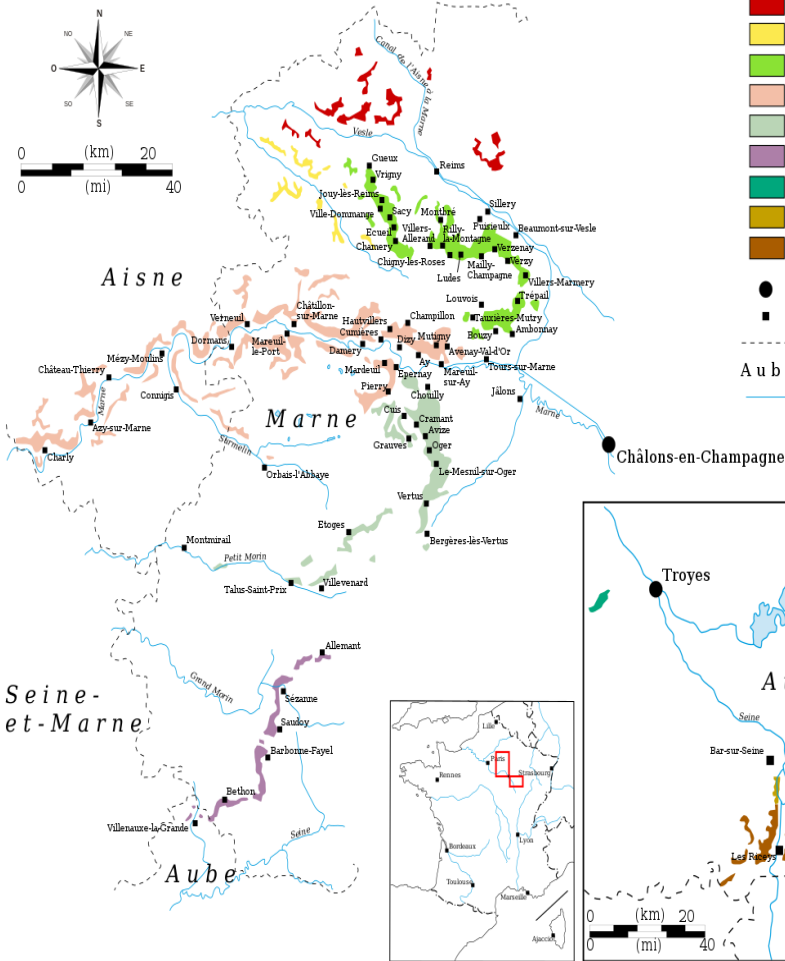 N
NO
NE
O
E
SO
SE
S
0 (km) 20
0 (mi) 40
Canal de l'Aisne à la Marne
Vesle
Gueux
Vrigny
Reims
Jouy-lès-Reims
Ville-Dommange
Sacy
Ecueil
Chamery
Villers-
Allerand
Montbré
Rilly-
la-Montagne
Chigny-les-Roses
Ludes
Sillery
Puisieulx
Beaumont-sur-Vesle
Verzenay
Verzy
Mailly-
Champagne
Villers-Marmery
Trépail
Louvois
Tauxières-Mutry
Bouzy
Ambonnay
Aisne
Verneuil
Châtillon-
sur-Marne
Hautvillers
Cumières
Champillon
Dormans
Mareuil-
le-Port
Damery
Dizy
Mutigny
Avenay-Val-d'Or
Mézy-Moulins
Ay
Tours-sur-Marne
Château-Thierry
Mardeuil
Epernay
Mareuil-
sur-Ay
Connigis
Pierry
Chouilly
Jâlons
Marne
Marne
Marne
Cuis
Cramant
Azy-sur-Marne
Avize
Surmelin
Grauves
Oger
Charly
Châlons-en-Champagne
Orbais-l'Abbaye
Le-Mesnil-sur-Oger
Vertus
Etoges
Bergères-lès-Vertus
Montmirail
Petit Morin
Talus-Saint-Prix
Villevenard
Allemant
Grand Morin
Sézanne
Seine-
et-Marne
Saudoy
Barbonne-Fayel
Bethon
Villenauxe-la-Grande
Seine
Aube
Lille
Paris
Strasbourg
Rennes
Lyon
Bordeaux
Toulouse
Marseille
Ajaccio
Aub
Troyes
A
Seine
Bar-sur-Seine
Les Riceys
0 (km) 20
0 (mi) 40